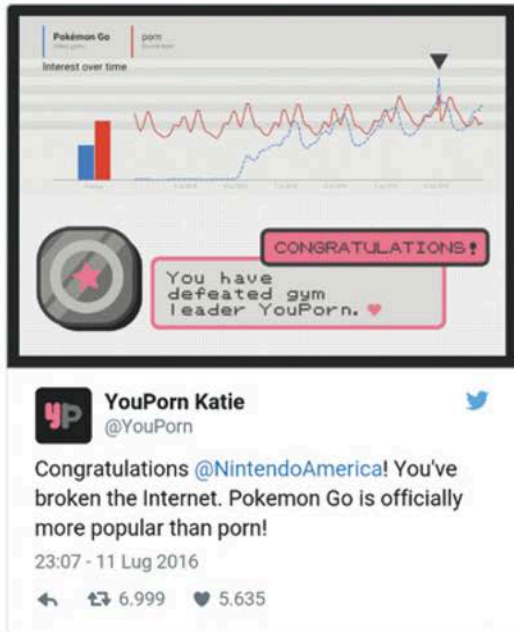 Pokémon Go porn
Interest over time
CONGRATULATIONS!
You have
defeated gym
leader YouPorn.
YP
YouPorn Katie
@YouPorn
Congratulations @NintendoAmerica! You've
broken the Internet. Pokemon Go is officially
more popular than porn!
23:07 - 11 Lug 2016
6.999 5.635